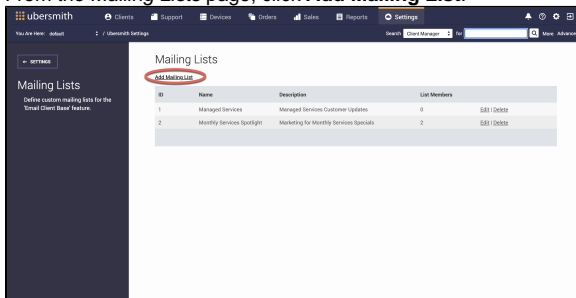 From the Mailing Lists page, click Add Mailing List.
ubersmith Clients Support Devices Orders Sales Reports Settings
You Are Here: default / Ubersmith Settings Search Client Manager for More Advanced
← SETTINGS
Mailing Lists
Define custom mailing lists for the
'Email Client Base' feature.
Mailing Lists
Add Mailing List
ID Name Description List Members
1 Managed Services Managed Services Customer Updates 0 Edit | Delete
2 Monthly Services Spotlight Marketing for Monthly Services Specials 2 Edit | Delete